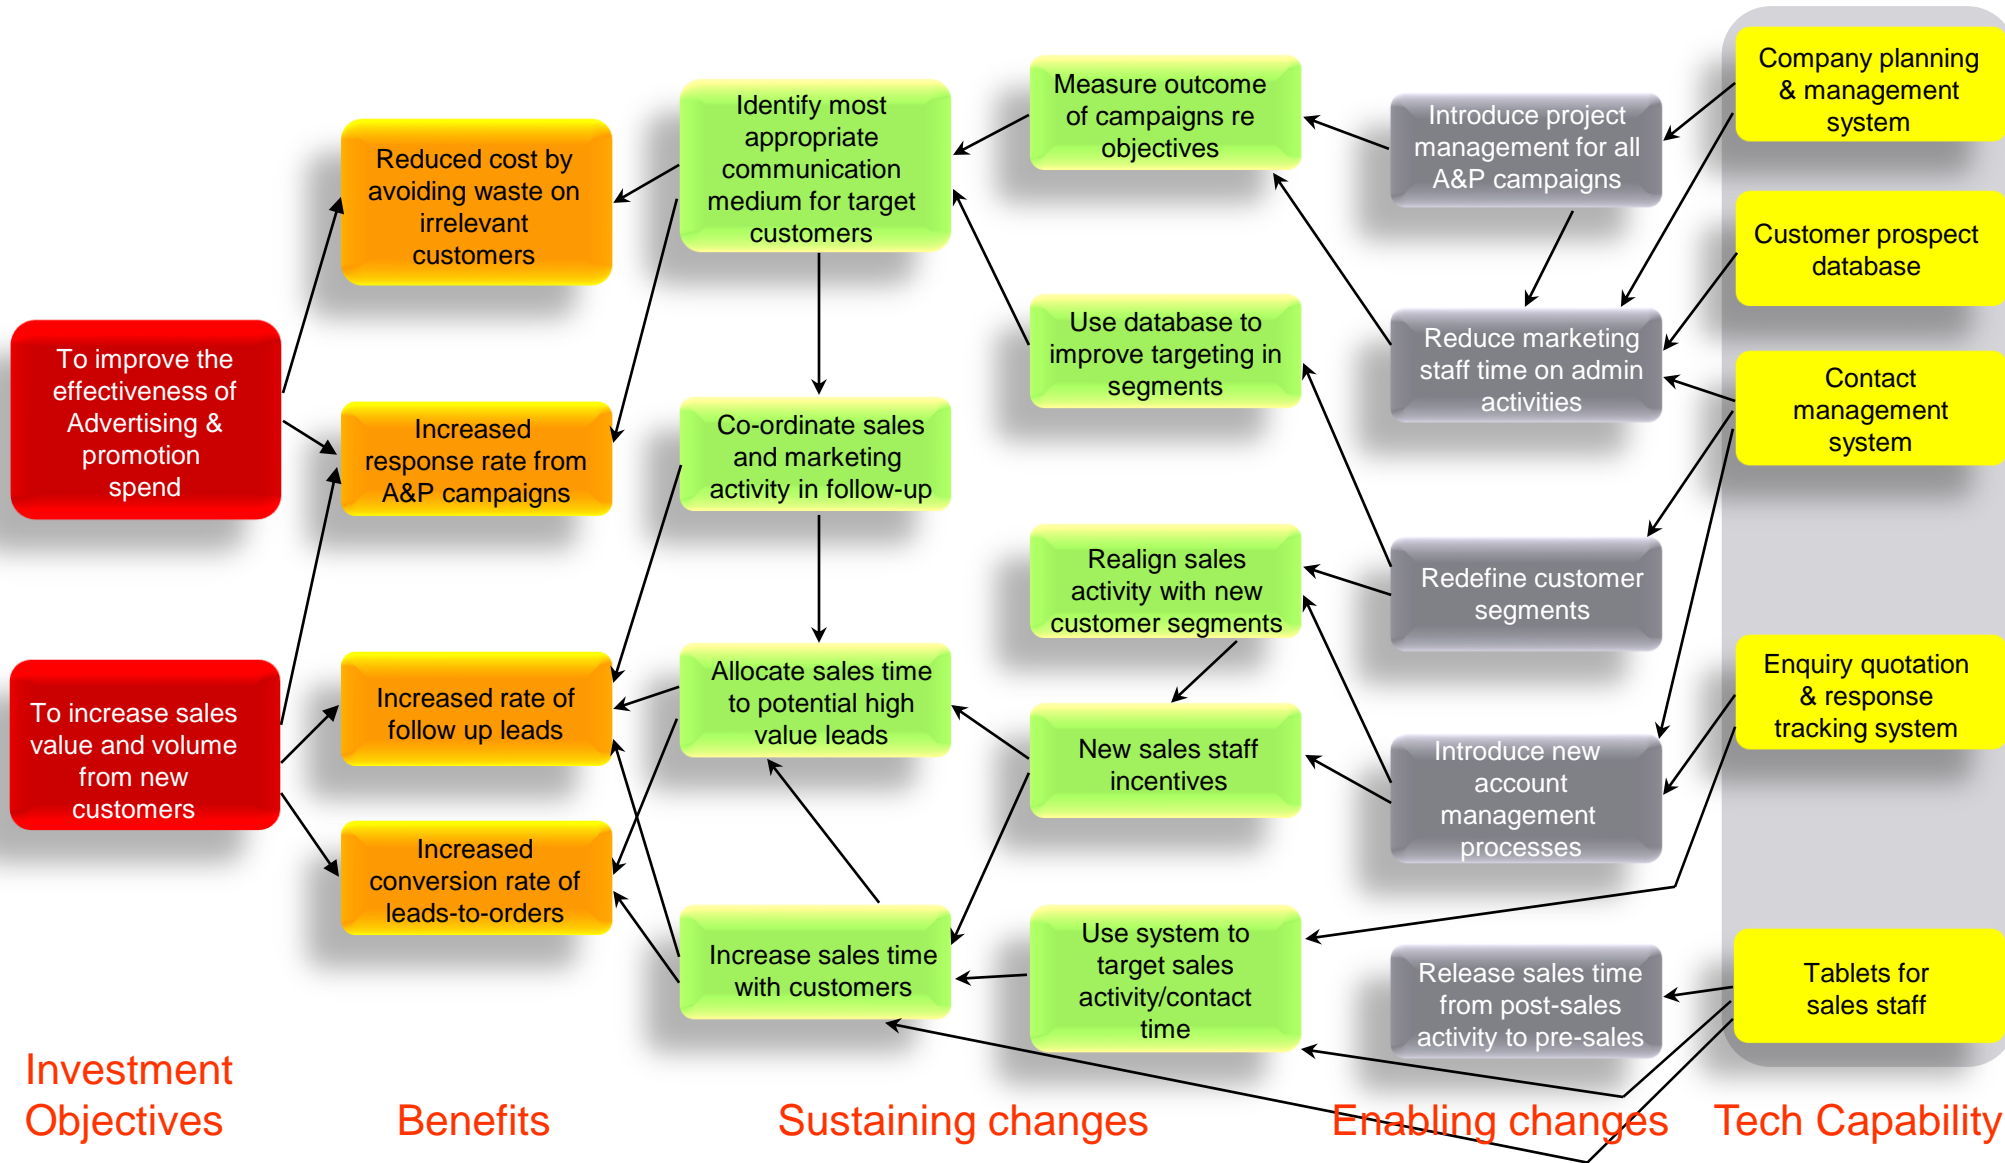 To improve the
effectiveness of
Advertising &
promotion
spend
To increase sales
value and volume
from new
customers
Reduced cost by
avoiding waste on
irrelevant
customers
Increased
response rate from
A&P campaigns
Increased rate of
follow up leads
Increased
conversion rate of
leads-to-orders
Identify most
appropriate
communication
medium for target
customers
Co-ordinate sales
and marketing
activity in follow-up
Allocate sales time
to potential high
value leads
Increase sales time
with customers
Measure outcome
of campaigns re
objectives
Use database to
improve targeting in
segments
Realign sales
activity with new
customer segments
New sales staff
incentives
Use system to
target sales
activity/contact
time
Introduce project
management for all
A&P campaigns
Reduce marketing
staff time on admin
activities
Redefine customer
segments
Introduce new
account
management
processes
Release sales time
from post-sales
activity to pre-sales
Company planning
& management
system
Customer prospect
database
Contact
management
system
Enquiry quotation
& response
tracking system
Tablets for
sales staff
Investment
Objectives
Benefits
Sustaining changes
Enabling changes
Tech Capability